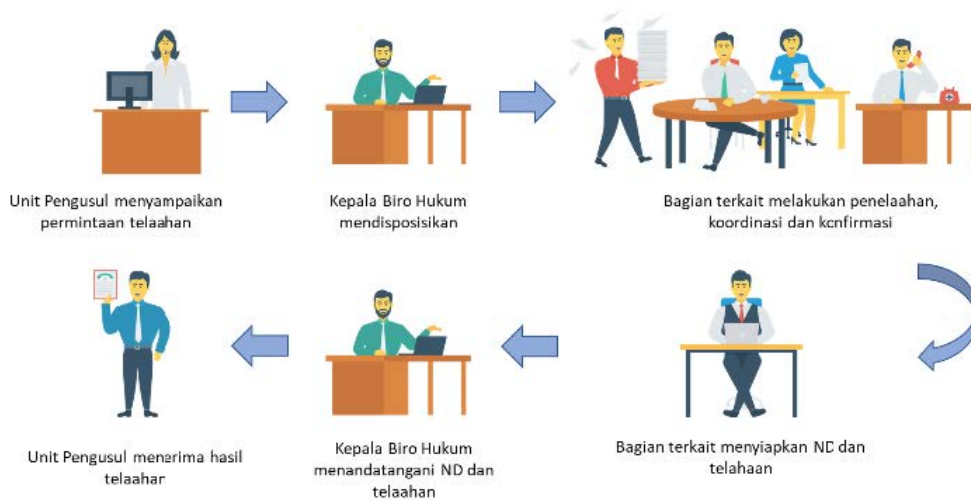 Unit Pengusul menyampaikan
permintaan telaahan
Kepala Biro Hukum
mendisposisikan
Bagian terkait melakukan penelaahan,
koordinasi dan konfirmasi
Unit Pengusul menerima hasil
telaahan
Kepala Biro Hukum
menandatangani ND dan
telaahan
Bagian terkait menyiapkan ND dan
telahaan